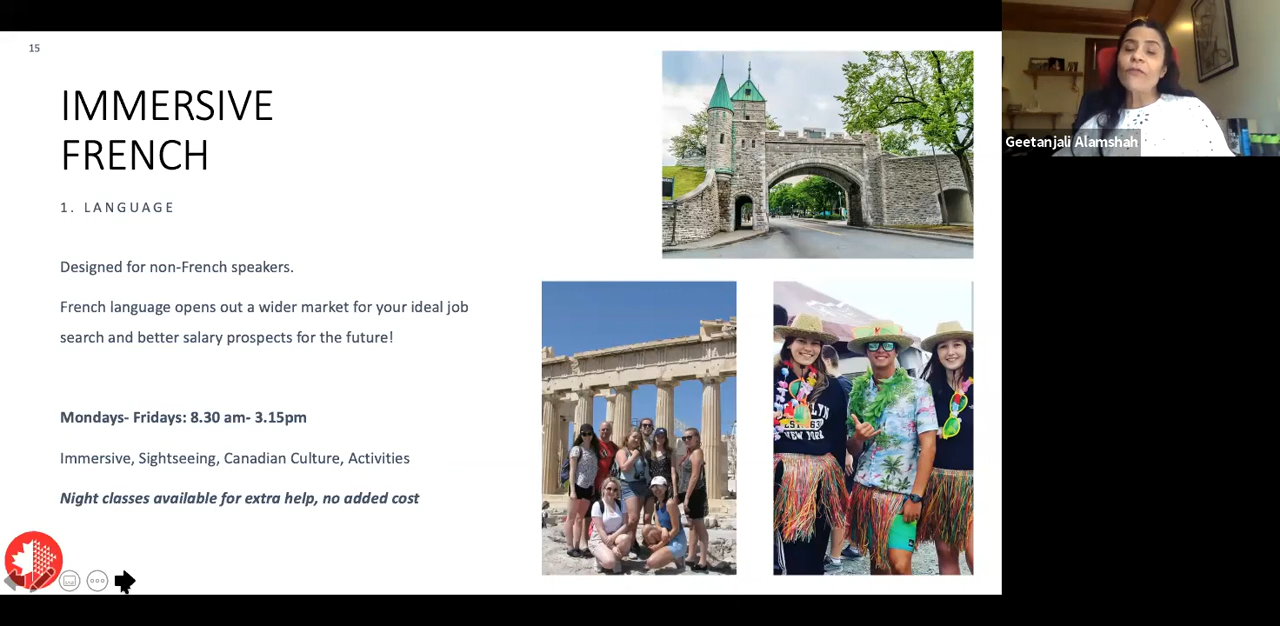 15
IMMERSIVE
FRENCH
1. LANGUAGE
Designed for non-French speakers.
French language opens out a wider market for your ideal job
search and better salary prospects for the future!
Mondays- Fridays: 8.30 am- 3.15pm
Immersive, Sightseeing, Canadian Culture, Activities
Night classes available for extra help, no added cost
Geetanjali Alamshah
NEW YORK